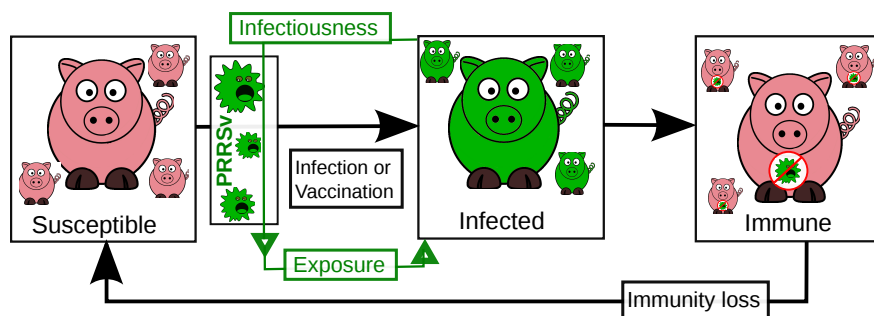 Infectiousness
PRRSv
Infection or
Vaccination
Susceptible
Infected
Immune
Exposure
Immunity loss